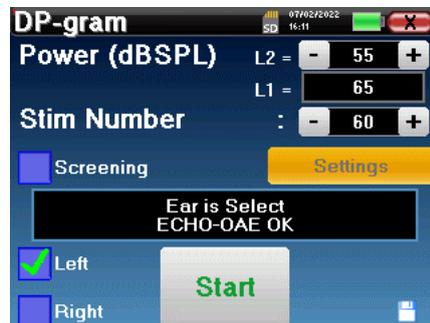 DP-gram SD 07/02/2022 16:11 X
Power (dBSPL) L2 = - 55 +
L1 = 65
Stim Number : - 60 +
Screening Settings
Ear is Select
ECHO-OAE OK
Left
Start
Right